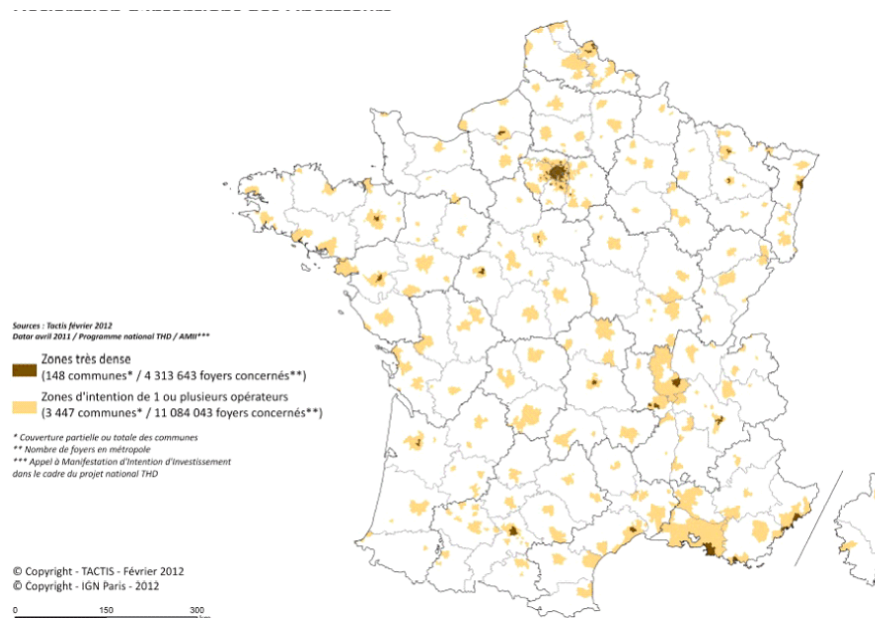 Sources : Tactis février 2012
Datar avril 2011 / Programme national THD / AMII***
Zones très dense
(148 communes* / 4 313 643 foyers concernés**)
Zones d'intention de 1 ou plusieurs opérateurs
(3 447 communes* / 11 084 043 foyers concernés**)
* Couverture partielle ou totale des communes
** Nombre de foyers en métropole
*** Appel à Manifestation d'Intention d'Investissement
dans le cadre du projet national THD
© Copyright - TACTIS - Février 2012
© Copyright - IGN Paris - 2012
0 150 300